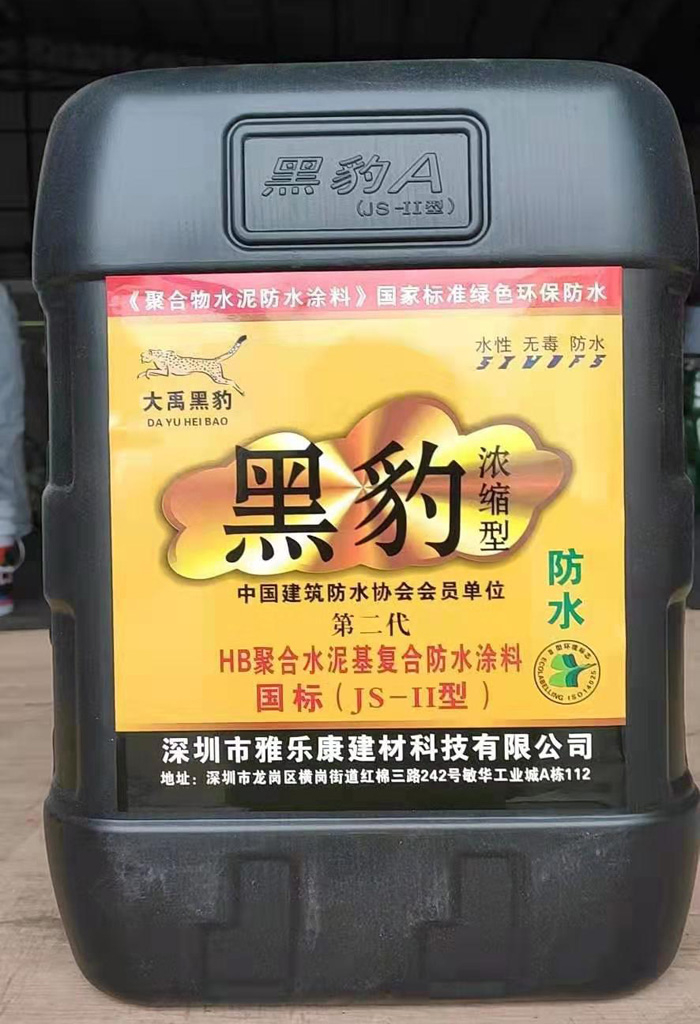 黑豹A
(JS-II型)
《聚合物水泥防水涂料》国家标准绿色环保防水
水性 无毒 防水
大禹黑豹
DA YU HEI BAO
黑豹
浓缩型
中国建筑防水协会会员单位
第二代
HB聚合水泥基复合防水涂料
国标(JS-II型)
防水
ECOLABELLING ISO14025
深圳市雅乐康建材科技有限公司
地址：深圳市龙岗区横岗街道红棉三路242号敏华工业城A栋112